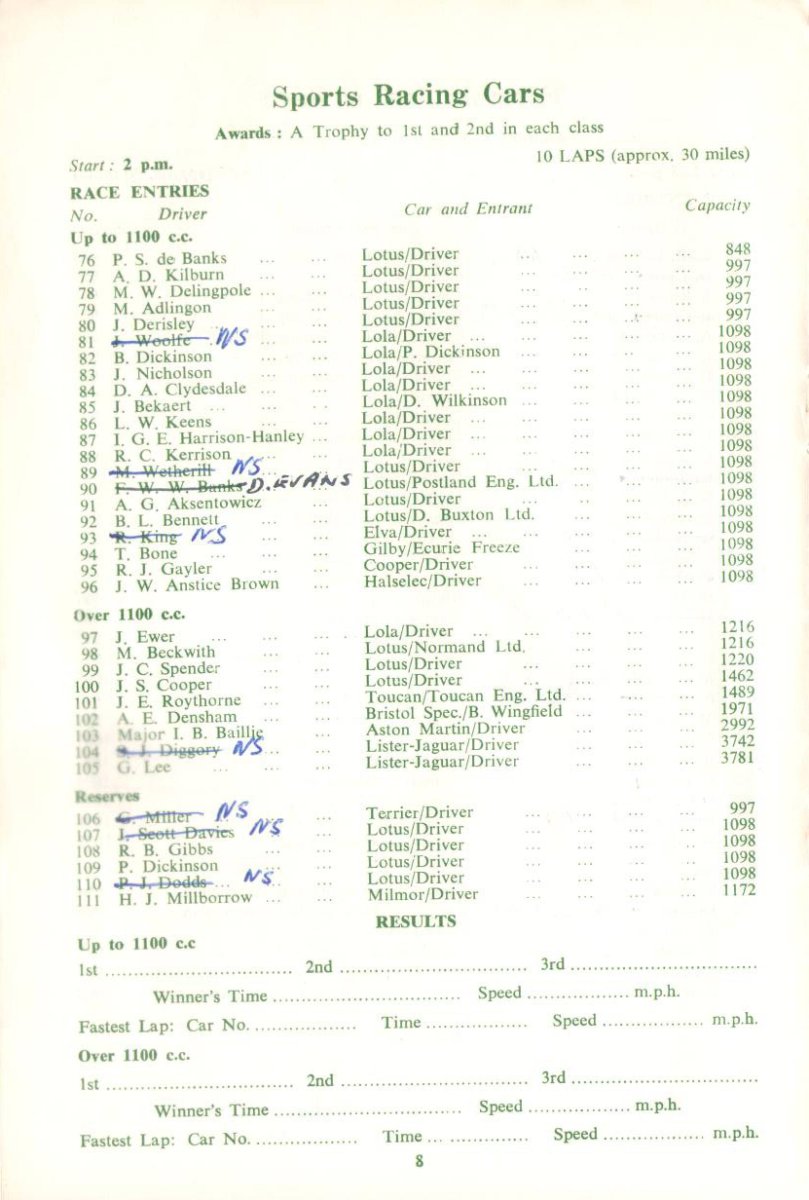 Sports Racing Cars
Awards : A Trophy to 1st and 2nd in each class
Start : 2 p.m. 10 LAPS (approx. 30 miles)
RACE ENTRIES
No. Driver Car and Entrant Capacity
Up to 1100 c.c.
76 P. S. de Banks ... ... Lotus/Driver ... ... ... ... 848
77 A. D. Kilburn ... ... Lotus/Driver ... ... ... ... 997
78 M. W. Delingpole ... ... Lotus/Driver ... ... ... ... 997
79 M. Adlingon ... ... Lotus/Driver ... ... ... ... 997
80 J. Derisley ... ... ... Lotus/Driver ... ... ... ... 997
81 J. Woolfe NS ... Lola/Driver ... ... ... ... ... 1098
82 B. Dickinson ... ... Lola/P. Dickinson ... ... ... ... 1098
83 J. Nicholson ... ... Lola/Driver ... ... ... ... ... 1098
84 D. A. Clydesdale ... ... Lola/Driver ... ... ... ... ... 1098
85 J. Bekaert ... ... ... Lola/D. Wilkinson ... ... ... ... 1098
86 L. W. Keens ... ... Lola/Driver ... ... ... ... ... 1098
87 I. G. E. Harrison-Hanley ... Lola/Driver ... ... ... ... ... 1098
88 R. C. Kerrison ... ... Lola/Driver ... ... ... ... ... 1098
89 M. Wetherill NS ... Lotus/Driver ... ... ... ... 1098
90 F. W. W. Banks D. EVANS Lotus/Postland Eng. Ltd. ... ... ... 1098
91 A. G. Aksentowicz ... Lotus/Driver ... ... ... ... 1098
92 B. L. Bennett ... ... Lotus/D. Buxton Ltd. ... ... ... 1098
93 R. King NS ... Elva/Driver ... ... ... ... ... 1098
94 T. Bone ... ... ... Gilby/Ecurie Freeze ... ... ... 1098
95 R. J. Gayler ... ... Cooper/Driver ... ... ... ... 1098
96 J. W. Anstice Brown ... Halselec/Driver ... ... ... ... 1098
Over 1100 c.c.
97 J. Ewer ... ... ... Lola/Driver ... ... ... ... ... 1216
98 M. Beckwith ... ... Lotus/Normand Ltd. ... ... ... ... 1216
99 J. C. Spender ... ... Lotus/Driver ... ... ... ... 1220
100 J. S. Cooper ... ... Lotus/Driver ... ... ... ... 1462
101 J. E. Roythorne ... ... Toucan/Toucan Eng. Ltd. ... ... ... 1489
102 A. E. Densham ... ... Bristol Spec./B. Wingfield ... ... ... 1971
103 Major I. B. Baillie ... Aston Martin/Driver ... ... ... 2992
104 S. J. Diggory NS ... Lister-Jaguar/Driver ... ... ... 3742
105 G. Lee ... ... ... Lister-Jaguar/Driver ... ... ... 3781
Reserves
106 G. Miller NS ... Terrier/Driver ... ... ... ... 997
107 J. Scott Davies NS ... Lotus/Driver ... ... ... ... 1098
108 R. B. Gibbs ... ... Lotus/Driver ... ... ... ... 1098
109 P. Dickinson ... ... Lotus/Driver ... ... ... ... 1098
110 P. J. Dodds ... NS ... Lotus/Driver ... ... ... ... 1098
111 H. J. Millborrow ... ... Milmor/Driver ... ... ... ... 1172
RESULTS
Up to 1100 c.c
1st ........ 2nd ........ 3rd ........
Winner's Time ........ Speed ........ m.p.h.
Fastest Lap: Car No. ........ Time ........ Speed ........ m.p.h.
Over 1100 c.c.
1st ........ 2nd ........ 3rd ........
Winner's Time ........ Speed ........ m.p.h.
Fastest Lap: Car No. ........ Time ........ Speed ........ m.p.h.
8